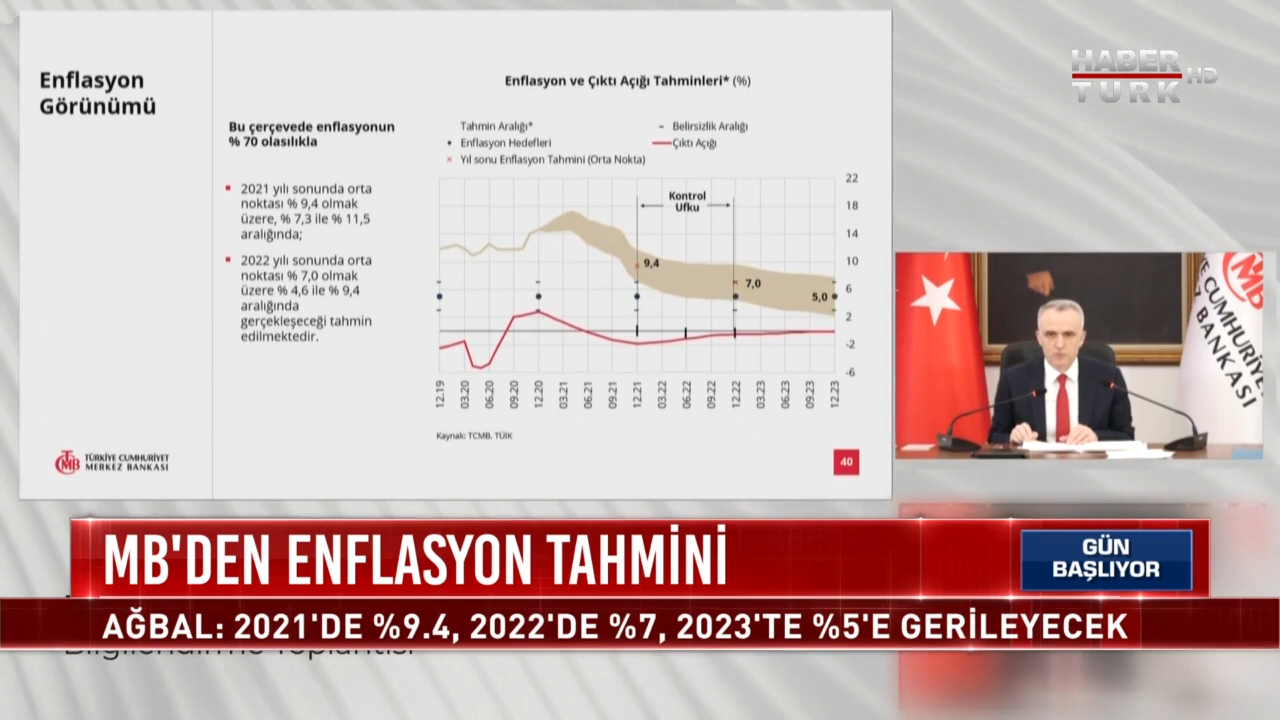 Enflasyon
Görünümü
Bu çerçevede enflasyonun
% 70 olasılıkla
2021 yılı sonunda orta
noktası % 9,4 olmak
üzere, % 7,3 ile % 11,5
aralığında;
2022 yılı sonunda orta
noktası % 7,0 olmak
üzere % 4,6 ile % 9,4
aralığında
gerçekleşeceği tahmin
edilmektedir.
TÜRKİYE CUMHURİYET
MERKEZ BANKASI
Enflasyon ve Çıktı Açığı Tahminleri* (%)
Tahmin Aralığı*
Belirsizlik Aralığı
Enflasyon Hedefleri
Çıktı Açığı
Yıl sonu Enflasyon Tahmini (Orta Nokta)
Kontrol
Ufku
9,4
7,0
5,0
22
18
14
10
6
2
-2
-6
12.19
03.20
06.20
09.20
12.20
03.21
06.21
09.21
12.21
03.22
06.22
09.22
12.22
03.23
06.23
09.23
12.23
Kaynak: TCMB, TÜİK
40
HABER
TURK HD
CUMHURİYE
BANKASI
MB'DEN ENFLASYON TAHMİNİ
GÜN
BAŞLIYOR
AĞBAL: 2021'DE %9.4, 2022'DE %7, 2023'TE %5'E GERİLEYECEK